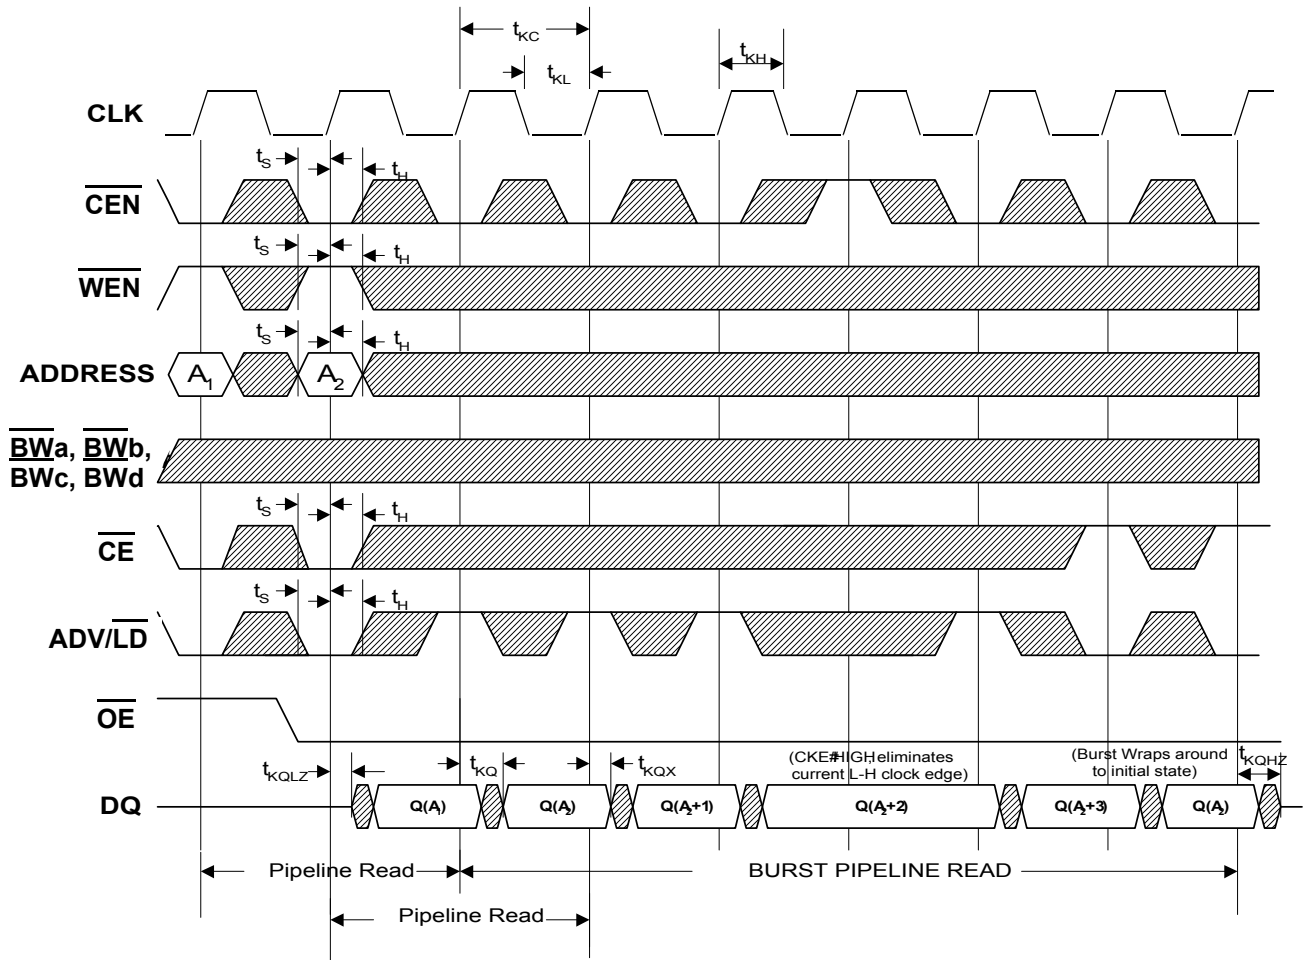 tKC
tKL
tKH
CLK
tS
tH
CEN
tS
tH
WEN
tS
tH
ADDRESS
A1
A2
BWa, BWb,
BWc, BWd
tS
tH
CE
tS
tH
ADV/LD
OE
tKQLZ
tKQ
tKQX
(CKE#HIGH, eliminates
current L-H clock edge)
(Burst Wraps around
to initial state)
tKQHZ
DQ
Q(A1)
Q(A2)
Q(A2+1)
Q(A2+2)
Q(A2+3)
Q(A2)
Pipeline Read
BURST PIPELINE READ
Pipeline Read